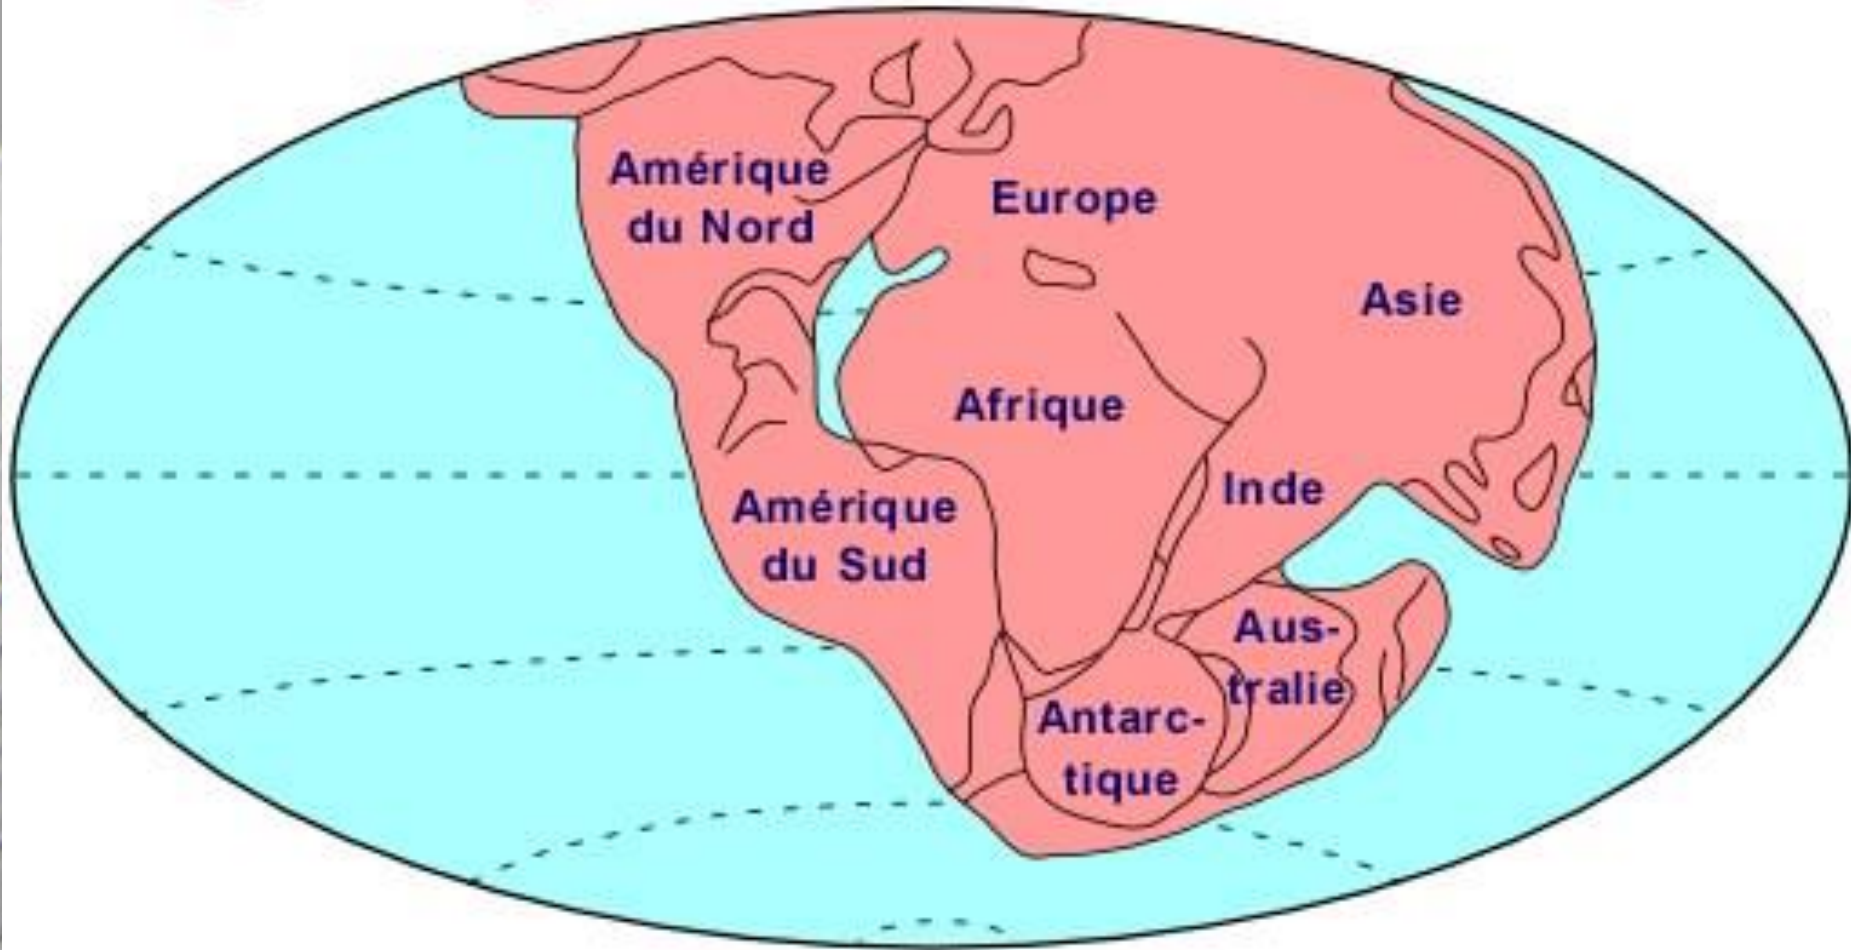 Amérique
du Nord
Europe
Asie
Afrique
Inde
Amérique
du Sud
Aus-
tralie
Antarc-
tique